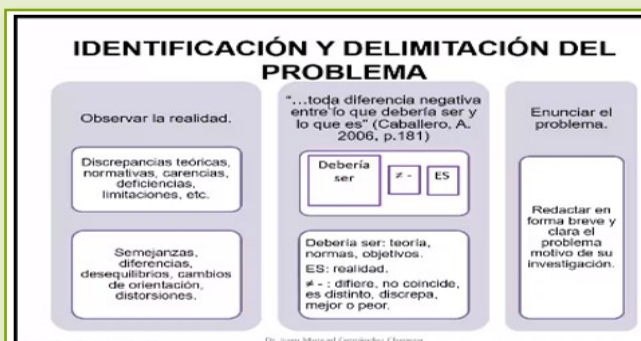 IDENTIFICACIÓN Y DELIMITACIÓN DEL
PROBLEMA
Observar la realidad.
Discrepancias teóricas,
normativas, carencias,
deficiencias,
limitaciones, etc.
Semejanzas,
diferencias,
desequilibrios, cambios
de orientación,
distorsiones.
"...toda diferencia negativa
entre lo que debería ser y
lo que es" (Caballero, A.
2006, p.181)
Debería
ser
≠ -
ES
Debería ser: teoría,
normas, objetivos.
ES: realidad.
≠ - : difiere, no coincide,
es distinto, discrepa,
mejor o peor.
Enunciar el
problema.
Redactar en
forma breve y
clara el
problema
motivo de su
investigación.